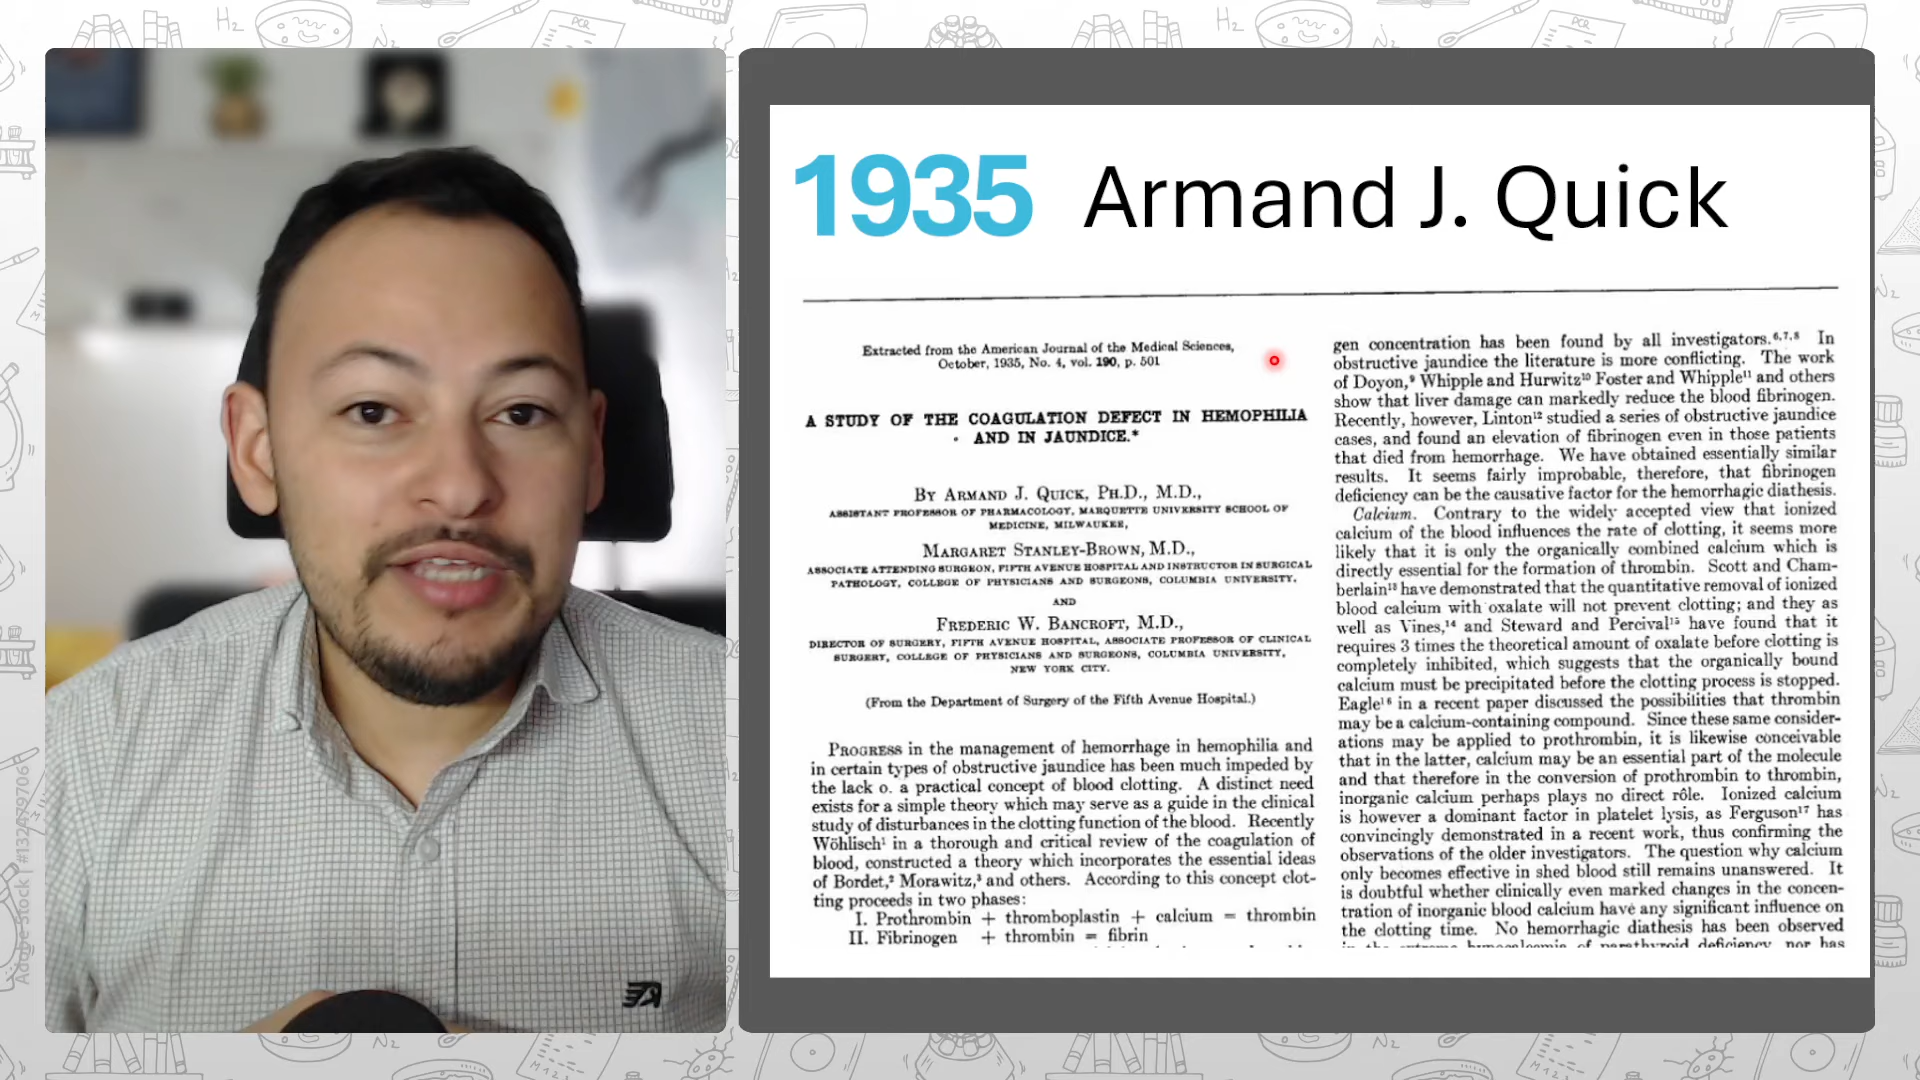 1935 Armand J. Quick
Extracted from the American Journal of the Medical Sciences,
October, 1935, No. 4, vol. 190, p. 501
A STUDY OF THE COAGULATION DEFECT IN HEMOPHILIA
AND IN JAUNDICE.*
BY ARMAND J. QUICK, PH.D., M.D.,
ASSISTANT PROFESSOR OF PHARMACOLOGY, MARQUETTE UNIVERSITY SCHOOL OF
MEDICINE, MILWAUKEE,
MARGARET STANLEY-BROWN, M.D.,
ASSOCIATE ATTENDING SURGEON, FIFTH AVENUE HOSPITAL AND INSTRUCTOR IN SURGICAL
PATHOLOGY, COLLEGE OF PHYSICIANS AND SURGEONS, COLUMBIA UNIVERSITY,
AND
FREDERIC W. BANCROFT, M.D.,
DIRECTOR OF SURGERY, FIFTH AVENUE HOSPITAL, ASSOCIATE PROFESSOR OF CLINICAL
SURGERY, COLLEGE OF PHYSICIANS AND SURGEONS, COLUMBIA UNIVERSITY,
NEW YORK CITY.
(From the Department of Surgery of the Fifth Avenue Hospital.)
PROGRESS in the management of hemorrhage in hemophilia and
in certain types of obstructive jaundice has been much impeded by
the lack o. a practical concept of blood clotting. A distinct need
exists for a simple theory which may serve as a guide in the clinical
study of disturbances in the clotting function of the blood. Recently
Wöhlisch¹ in a thorough and critical review of the coagulation of
blood, constructed a theory which incorporates the essential ideas
of Bordet,² Morawitz,³ and others. According to this concept clot-
ting proceeds in two phases:
I. Prothrombin + thromboplastin + calcium = thrombin
II. Fibrinogen + thrombin = fibrin
gen concentration has been found by all investigators.⁶,⁷,⁸ In
obstructive jaundice the literature is more conflicting. The work
of Doyon,⁹ Whipple and Hurwitz¹⁰ Foster and Whipple¹¹ and others
show that liver damage can markedly reduce the blood fibrinogen.
Recently, however, Linton¹² studied a series of obstructive jaundice
cases, and found an elevation of fibrinogen even in those patients
that died from hemorrhage. We have obtained essentially similar
results. It seems fairly improbable, therefore, that fibrinogen
deficiency can be the causative factor for the hemorrhagic diathesis.
Calcium. Contrary to the widely accepted view that ionized
calcium of the blood influences the rate of clotting, it seems more
likely that it is only the organically combined calcium which is
directly essential for the formation of thrombin. Scott and Cham-
berlain¹³ have demonstrated that the quantitative removal of ionized
blood calcium with oxalate will not prevent clotting; and they as
well as Vines,¹⁴ and Steward and Percival¹⁵ have found that it
requires 3 times the theoretical amount of oxalate before clotting is
completely inhibited, which suggests that the organically bound
calcium must be precipitated before the clotting process is stopped.
Eagle¹⁶ in a recent paper discussed the possibilities that thrombin
may be a calcium-containing compound. Since these same consider-
ations may be applied to prothrombin, it is likewise conceivable
that in the latter, calcium may be an essential part of the molecule
and that therefore in the conversion of prothrombin to thrombin,
inorganic calcium perhaps plays no direct rôle. Ionized calcium
is however a dominant factor in platelet lysis, as Ferguson¹⁷ has
convincingly demonstrated in a recent work, thus confirming the
observations of the older investigators. The question why calcium
only becomes effective in shed blood still remains unanswered. It
is doubtful whether clinically even marked changes in the concen-
tration of inorganic blood calcium have any significant influence on
the clotting time. No hemorrhagic diathesis has been observed
in the extreme hypocalcemia of parathyroid deficiency, nor has
Adobe Stock | #132479706
H₂
N₂
PCR
H₂
PCR
N₂
N₂
N₂
N₂